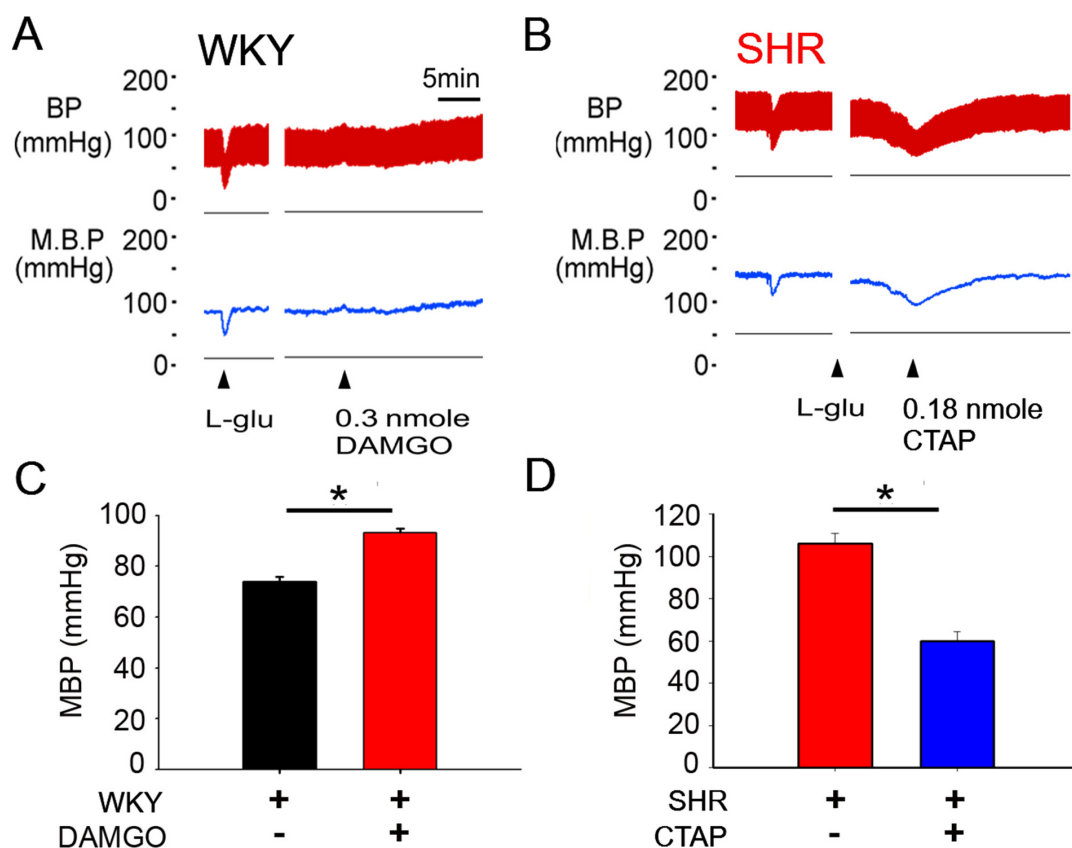 A
WKY
5min
BP
(mmHg)
200
100
0
M.B.P
(mmHg)
200
100
0
L-glu
0.3 nmole
DAMGO
B
SHR
BP
(mmHg)
200
100
0
M.B.P
(mmHg)
200
100
0
L-glu
0.18 nmole
CTAP
C
*
MBP (mmHg)
100
80
60
40
20
0
WKY + +
DAMGO - +
D
*
MBP (mmHg)
120
100
80
60
40
20
0
SHR + +
CTAP - +